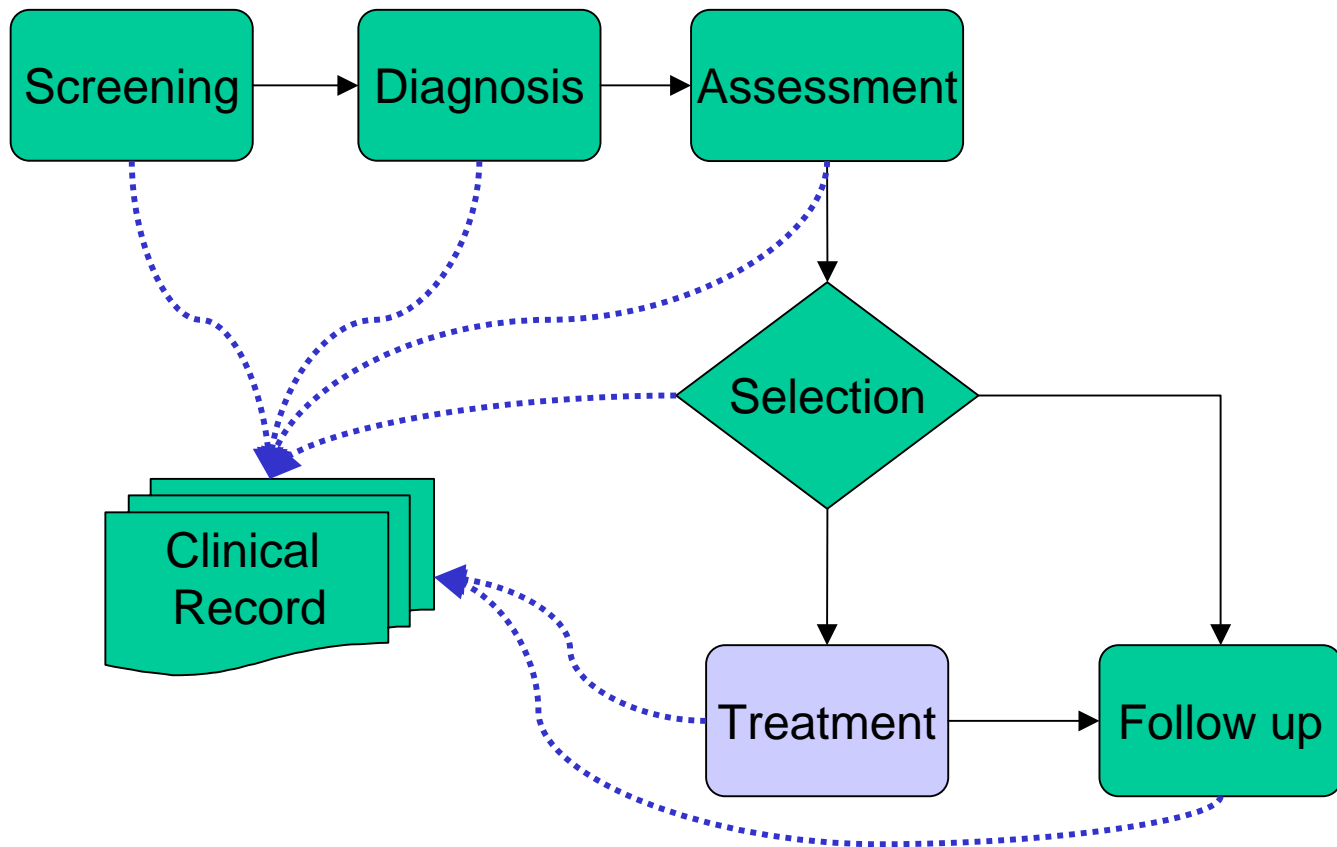 Screening
Diagnosis
Assessment
Selection
Clinical
Record
Treatment
Follow up